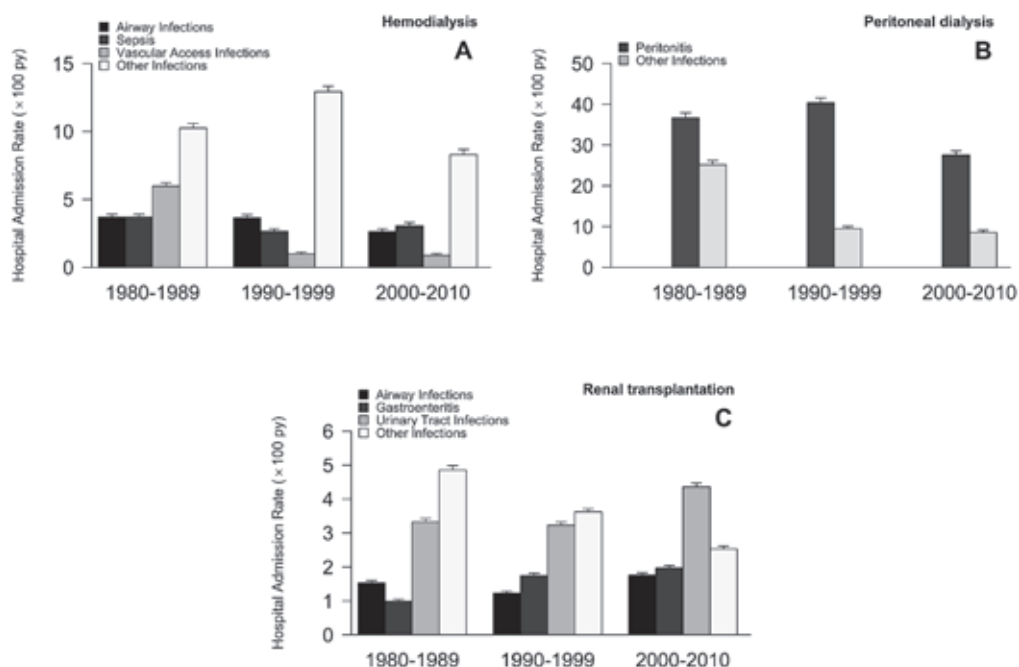 Hemodialysis
A
Airway Infections
Sepsis
Vascular Access Infections
Other Infections
Hospital Admission Rate ( × 100 py)
15
10
5
0
1980-1989
1990-1999
2000-2010
Peritoneal dialysis
B
Peritonitis
Other Infections
Hospital Admission Rate ( × 100 py)
50
40
30
20
10
0
1980-1989
1990-1999
2000-2010
Renal transplantation
C
Airway Infections
Gastroenteritis
Urinary Tract Infections
Other Infections
Hospital Admission Rate ( × 100 py)
6
5
4
3
2
1
0
1980-1989
1990-1999
2000-2010